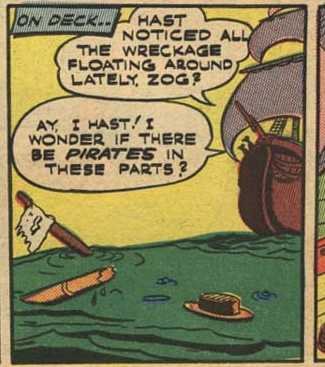 ON DECK..
HAST
NOTICED ALL
THE WRECKAGE
FLOATING AROUND
LATELY, ZOG?
AY, I HAST! I
WONDER IF THERE
BE PIRATES IN
THESE PARTS?